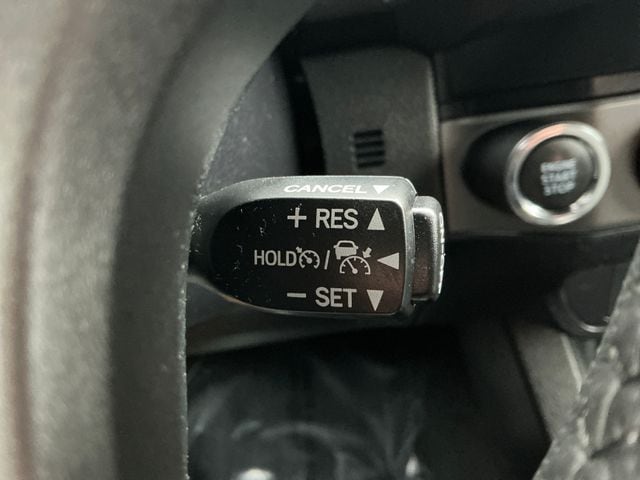 CANCEL ▼
+ RES ▲
HOLD / ◀
− SET ▼
ENGINE
START
STOP